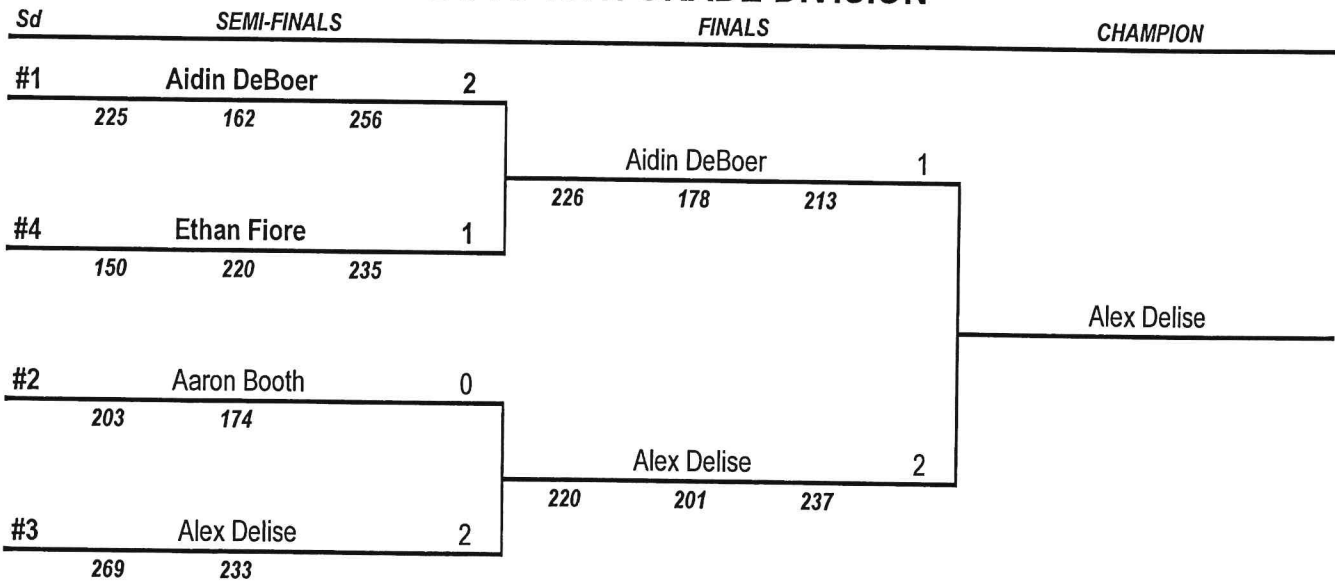 DIVISION
Sd SEMI-FINALS FINALS CHAMPION
#1 Aidin DeBoer 2
225 162 256
Aidin DeBoer 1
226 178 213
#4 Ethan Fiore 1
150 220 235
Alex Delise
#2 Aaron Booth 0
203 174
Alex Delise 2
220 201 237
#3 Alex Delise 2
269 233